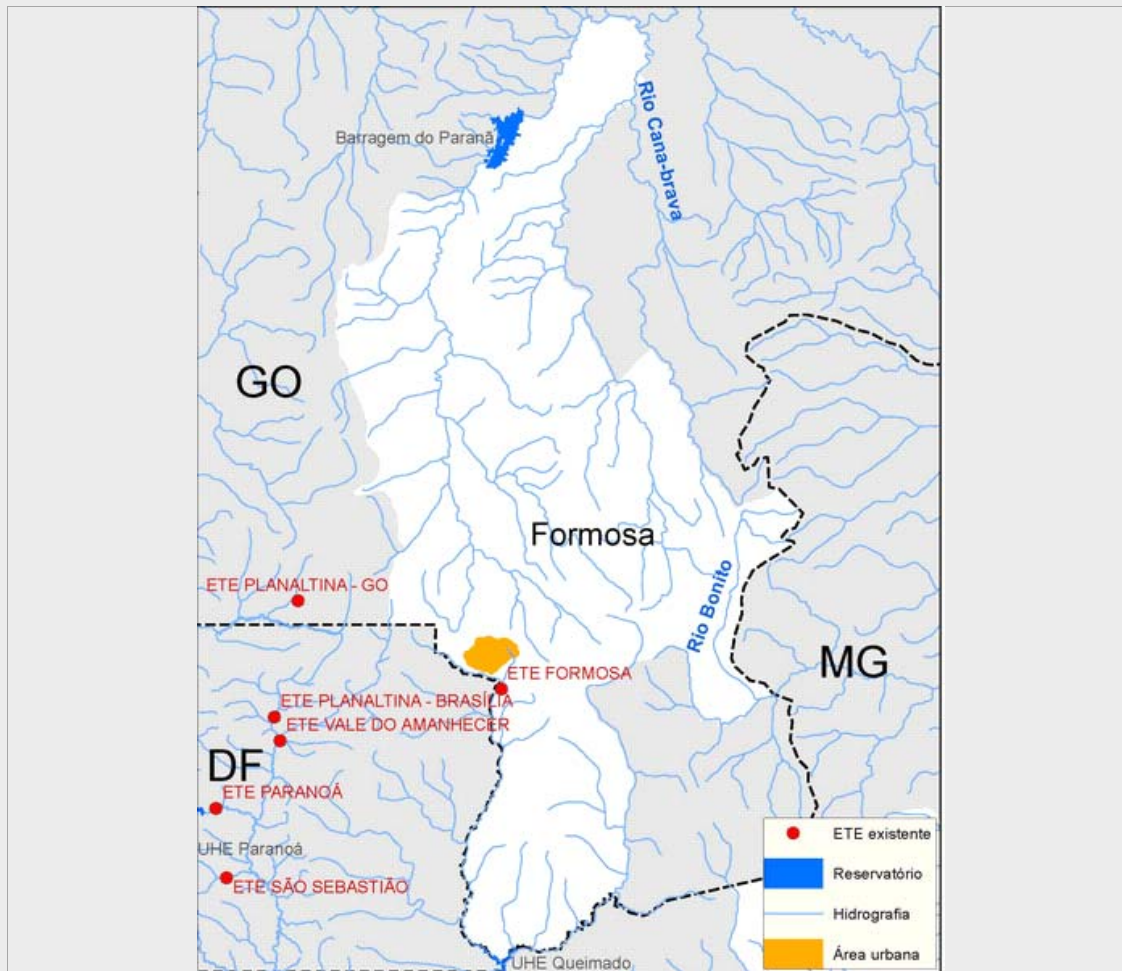 Barragem do Paranã
Rio Cana-brava
GO
Formosa
ETE PLANALTINA - GO
Rio Bonito
MG
ETE FORMOSA
ETE PLANALTINA - BRASÍLIA
ETE VALE DO AMANHECER
DF
ETE PARANOÁ
UHE Paranoá
ETE SÃO SEBASTIÃO
UHE Queimado
ETE existente
Reservatório
Hidrografia
Área urbana